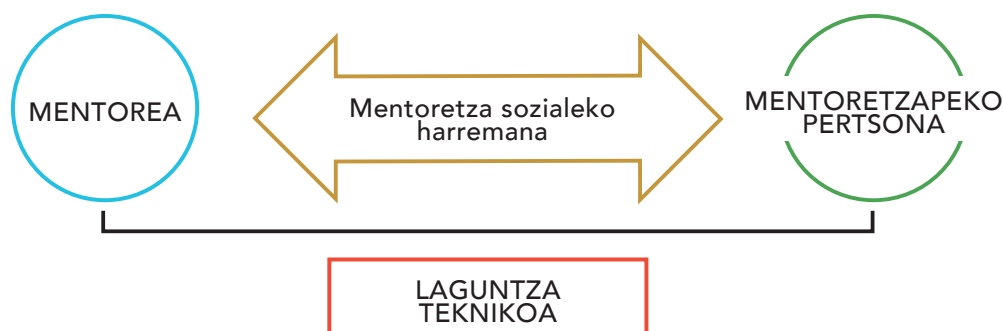 MENTOREA
Mentoretza sozialeko
harremana
MENTORETZAPEKO
PERTSONA
LAGUNTZA
TEKNIKOA